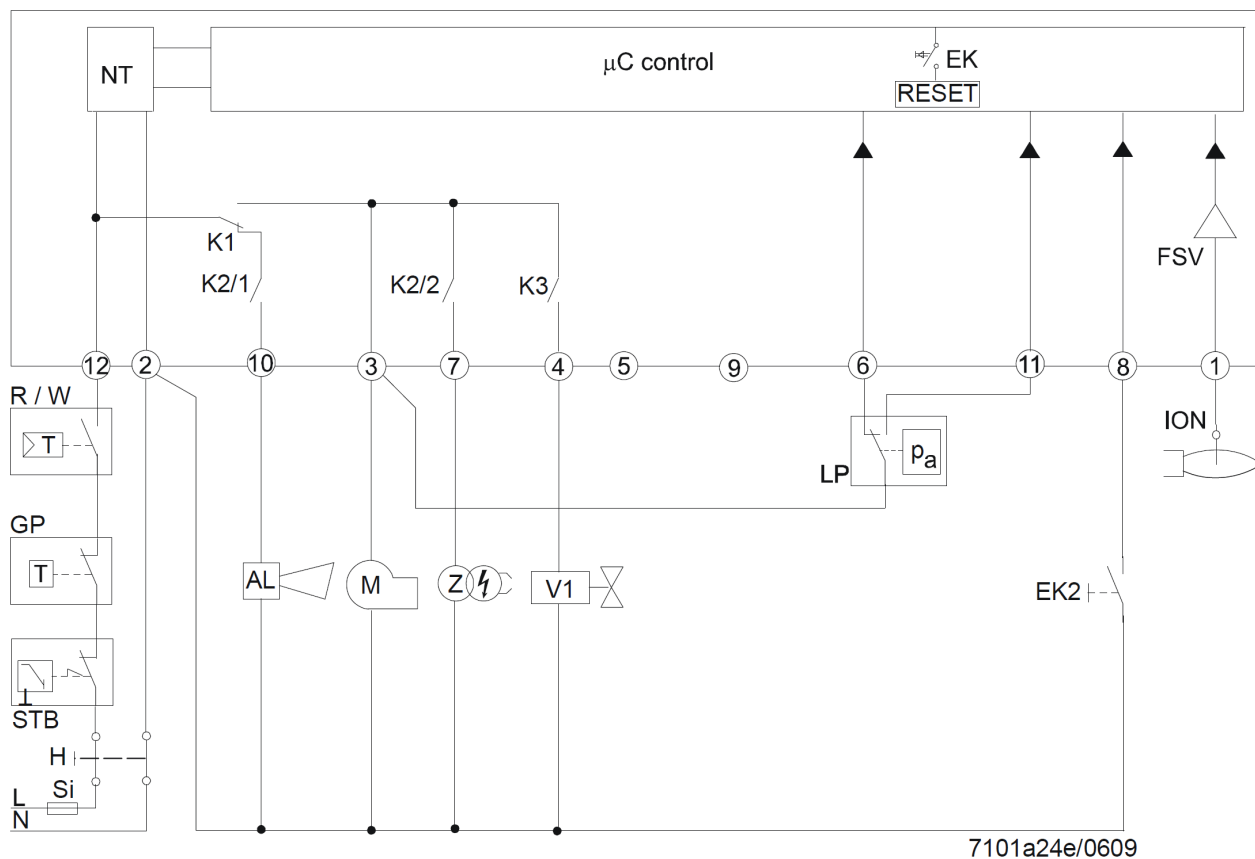 NT
µC control
EK
RESET
K1
K2/1
K2/2
K3
FSV
12
2
10
3
7
4
5
9
6
11
8
1
R / W
T
GP
T
STB
H
Si
L
N
AL
M
Z
V1
LP
pa
ION
EK2
7101a24e/0609